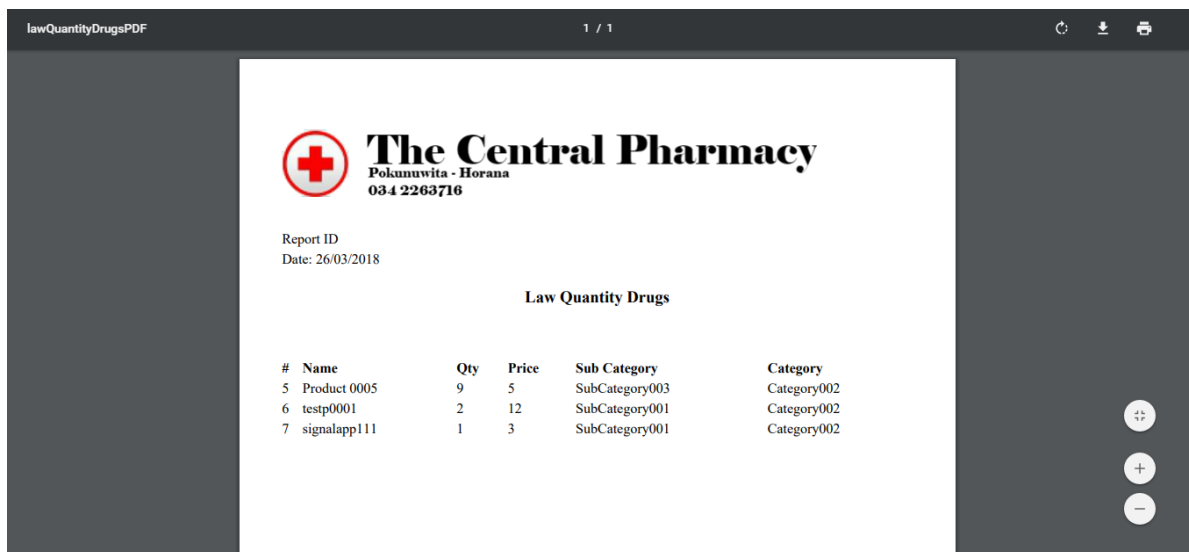 lawQuantityDrugsPDF 1 / 1
The Central Pharmacy
Pokunuwita - Horana
034 2263716
Report ID
Date: 26/03/2018
Law Quantity Drugs
# Name Qty Price Sub Category Category
5 Product 0005 9 5 SubCategory003 Category002
6 testp0001 2 12 SubCategory001 Category002
7 signalapp111 1 3 SubCategory001 Category002